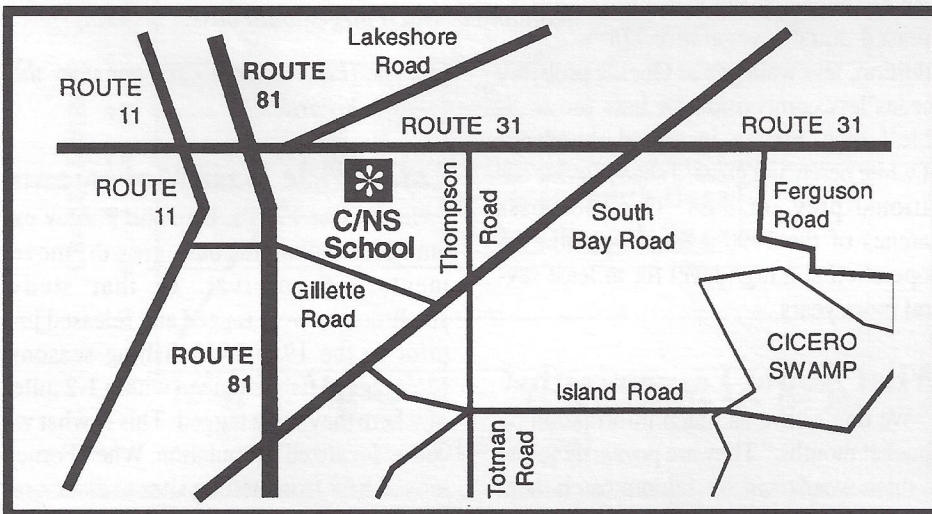 Lakeshore
Road
ROUTE
11
ROUTE
81
ROUTE 31
ROUTE 31
ROUTE
11
C/NS
School
Thompson
Road
South
Bay Road
Ferguson
Road
Gillette
Road
ROUTE
81
CICERO
SWAMP
Island Road
Totman
Road